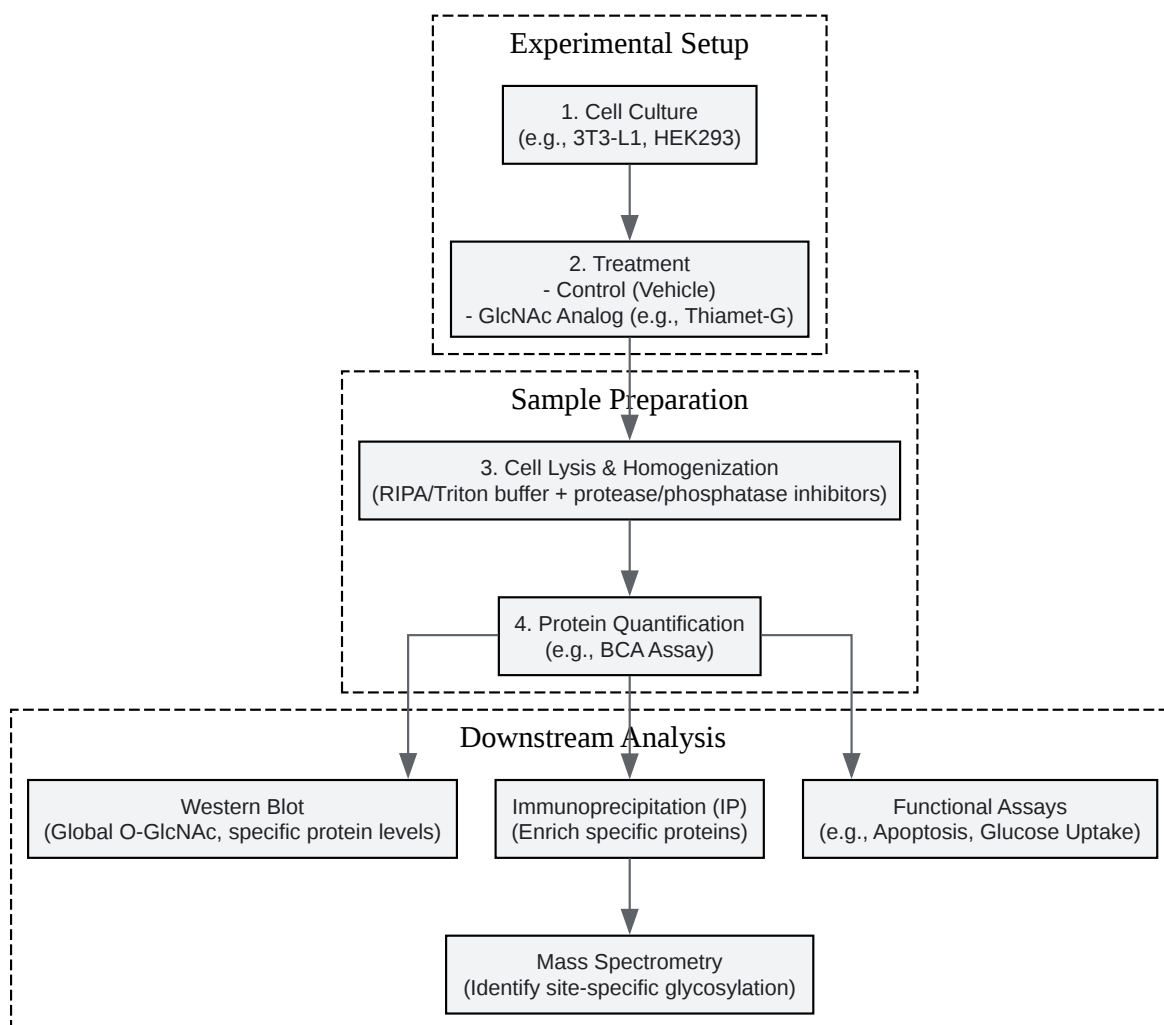 Experimental Setup
1. Cell Culture
(e.g., 3T3-L1, HEK293)
2. Treatment
- Control (Vehicle)
- GlcNAc Analog (e.g., Thiamet-G)
Sample Preparation
3. Cell Lysis & Homogenization
(RIPA/Triton buffer + protease/phosphatase inhibitors)
4. Protein Quantification
(e.g., BCA Assay)
Downstream Analysis
Western Blot
(Global O-GlcNAc, specific protein levels)
Immunoprecipitation (IP)
(Enrich specific proteins)
Functional Assays
(e.g., Apoptosis, Glucose Uptake)
Mass Spectrometry
(Identify site-specific glycosylation)